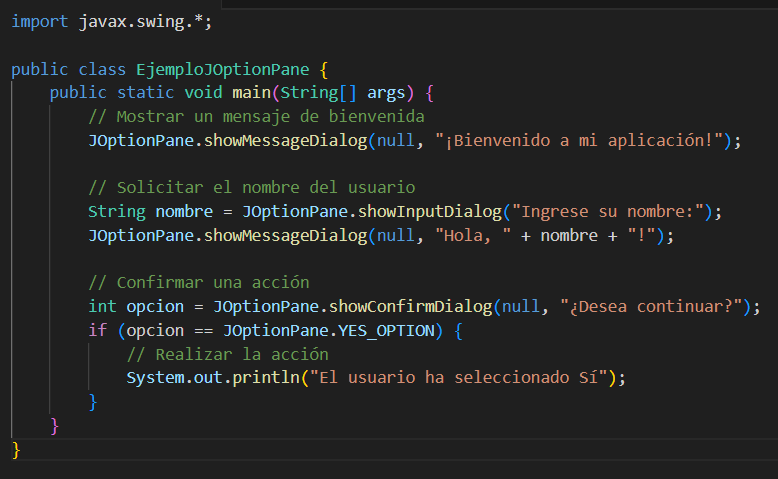 import javax.swing.*;
public class EjemploJOptionPane {
public static void main(String[] args) {
// Mostrar un mensaje de bienvenida
JOptionPane.showMessageDialog(null, "¡Bienvenido a mi aplicación!");
// Solicitar el nombre del usuario
String nombre = JOptionPane.showInputDialog("Ingrese su nombre:");
JOptionPane.showMessageDialog(null, "Hola, " + nombre + "!");
// Confirmar una acción
int opcion = JOptionPane.showConfirmDialog(null, "¿Desea continuar?");
if (opcion == JOptionPane.YES_OPTION) {
// Realizar la acción
System.out.println("El usuario ha seleccionado Sí");
}
}
}